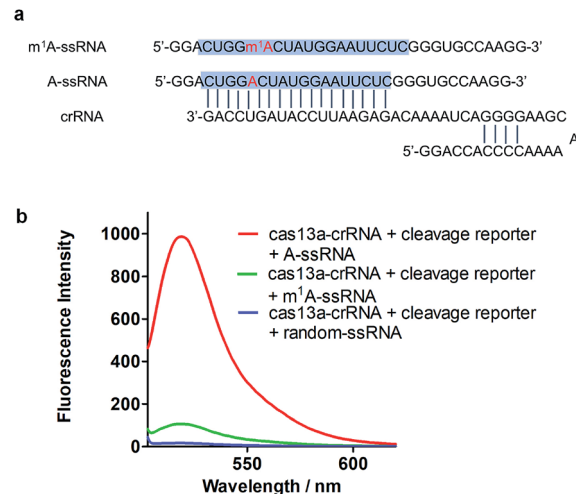 a
m¹A-ssRNA 5'-GGACUGGm¹ACUAUGGAAUUCUCGGGUGCCAAGG-3'
A-ssRNA 5'-GGACUGGACUAUGGAAUUCUCGGGUGCCAAGG-3'
crRNA 3'-GACCUGAUACCUUAAGAGACAAAAUCAGGGGAAGC
A
5'-GGACCACCCCAAAA
b
1000
800
600
400
200
0
550
600
Fluorescence Intensity
Wavelength / nm
cas13a-crRNA + cleavage reporter
+ A-ssRNA
cas13a-crRNA + cleavage reporter
+ m¹A-ssRNA
cas13a-crRNA + cleavage reporter
+ random-ssRNA